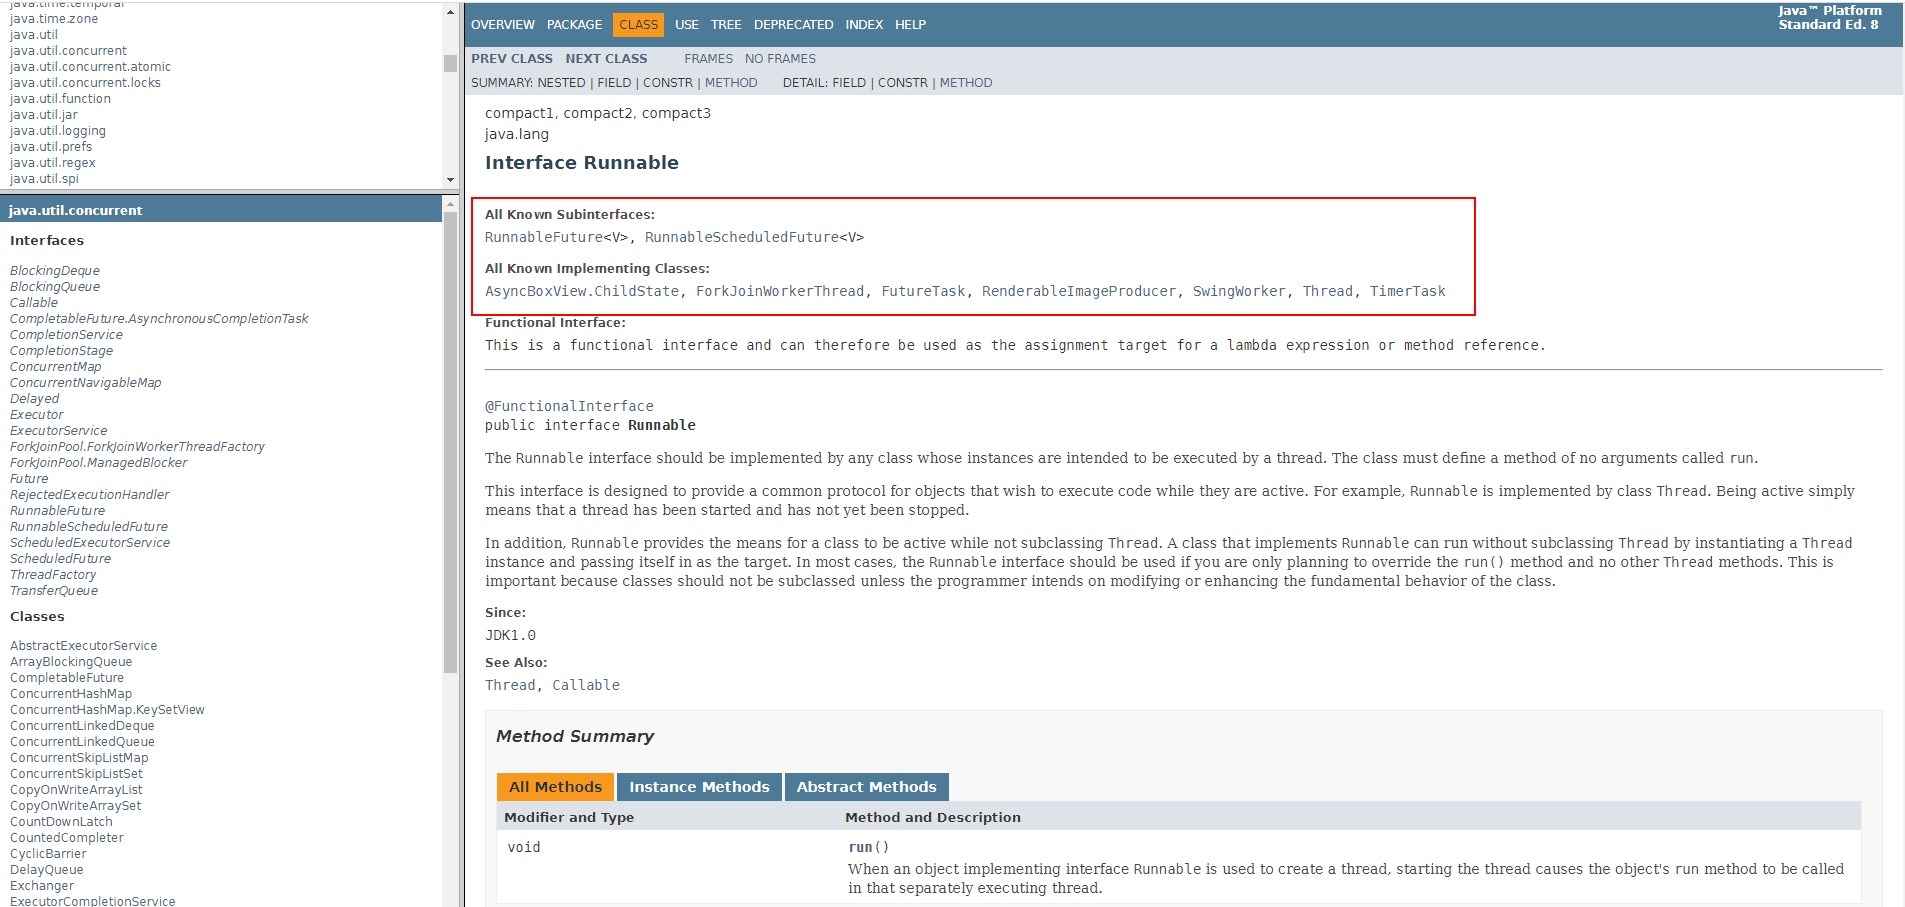 java.time.temporal
java.time.zone
java.util
java.util.concurrent
java.util.concurrent.atomic
java.util.concurrent.locks
java.util.function
java.util.jar
java.util.logging
java.util.prefs
java.util.regex
java.util.spi
java.util.concurrent
Interfaces
BlockingDeque
BlockingQueue
Callable
CompletableFuture.AsynchronousCompletionTask
CompletionService
CompletionStage
ConcurrentMap
ConcurrentNavigableMap
Delayed
Executor
ExecutorService
ForkJoinPool.ForkJoinWorkerThreadFactory
ForkJoinPool.ManagedBlocker
Future
RejectedExecutionHandler
RunnableFuture
RunnableScheduledFuture
ScheduledExecutorService
ScheduledFuture
ThreadFactory
TransferQueue
Classes
AbstractExecutorService
ArrayBlockingQueue
CompletableFuture
ConcurrentHashMap
ConcurrentHashMap.KeySetView
ConcurrentLinkedDeque
ConcurrentLinkedQueue
ConcurrentSkipListMap
ConcurrentSkipListSet
CopyOnWriteArrayList
CopyOnWriteArraySet
CountDownLatch
CountedCompleter
CyclicBarrier
DelayQueue
Exchanger
ExecutorCompletionService
OVERVIEW PACKAGE CLASS USE TREE DEPRECATED INDEX HELP
Java™ Platform
Standard Ed. 8
PREV CLASS NEXT CLASS FRAMES NO FRAMES
SUMMARY: NESTED | FIELD | CONSTR | METHOD DETAIL: FIELD | CONSTR | METHOD
compact1, compact2, compact3
java.lang
Interface Runnable
All Known Subinterfaces:
RunnableFuture<V>, RunnableScheduledFuture<V>
All Known Implementing Classes:
AsyncBoxView.ChildState, ForkJoinWorkerThread, FutureTask, RenderableImageProducer, SwingWorker, Thread, TimerTask
Functional Interface:
This is a functional interface and can therefore be used as the assignment target for a lambda expression or method reference.
@FunctionalInterface
public interface Runnable
The Runnable interface should be implemented by any class whose instances are intended to be executed by a thread. The class must define a method of no arguments called run.
This interface is designed to provide a common protocol for objects that wish to execute code while they are active. For example, Runnable is implemented by class Thread. Being active simply
means that a thread has been started and has not yet been stopped.
In addition, Runnable provides the means for a class to be active while not subclassing Thread. A class that implements Runnable can run without subclassing Thread by instantiating a Thread
instance and passing itself in as the target. In most cases, the Runnable interface should be used if you are only planning to override the run() method and no other Thread methods. This is
important because classes should not be subclassed unless the programmer intends on modifying or enhancing the fundamental behavior of the class.
Since:
JDK1.0
See Also:
Thread, Callable
Method Summary
All Methods Instance Methods Abstract Methods
Modifier and Type Method and Description
void run()
When an object implementing interface Runnable is used to create a thread, starting the thread causes the object's run method to be called
in that separately executing thread.